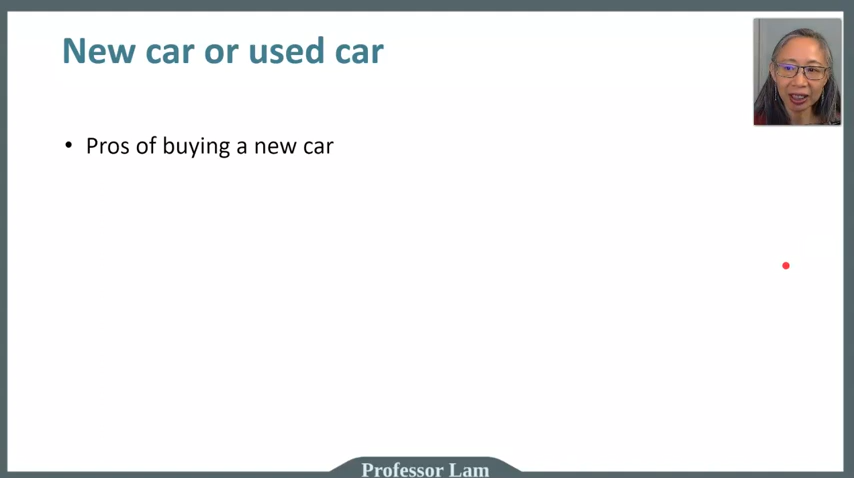 New car or used car
• Pros of buying a new car
Professor Lam